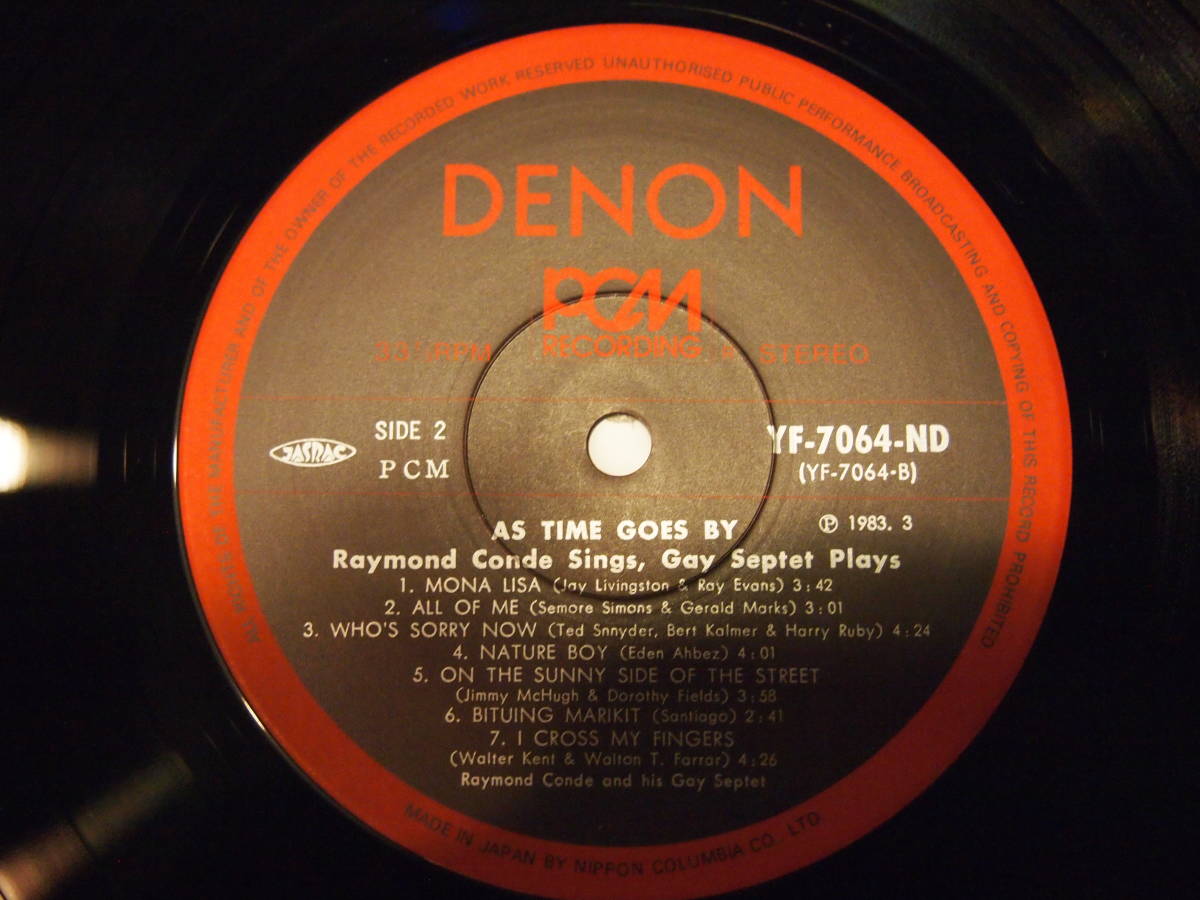 ALL RIGHTS OF THE MANUFACTURER AND OF THE OWNER OF THE RECORDED WORK RESERVED UNAUTHORISED PUBLIC PERFORMANCE BROADCASTING AND COPYING OF THIS RECORD PROHIBITED
DENON
PCM
RECORDING
33⅓RPM STEREO
JASRAC
SIDE 2
PCM
YF-7064-ND
(YF-7064-B)
Ⓟ 1983. 3
AS TIME GOES BY
Raymond Conde Sings, Gay Septet Plays
1. MONA LISA (Jay Livingston & Ray Evans) 3:42
2. ALL OF ME (Semore Simons & Gerald Marks) 3:01
3. WHO'S SORRY NOW (Ted Snnyder, Bert Kalmer & Harry Ruby) 4:24
4. NATURE BOY (Eden Ahbez) 4:01
5. ON THE SUNNY SIDE OF THE STREET
(Jimmy McHugh & Dorothy Fields) 3:58
6. BITUING MARIKIT (Santiago) 2:41
7. I CROSS MY FINGERS
(Walter Kent & Walton T. Farrar) 4:26
Raymond Conde and his Gay Septet
MADE IN JAPAN BY NIPPON COLUMBIA CO. LTD